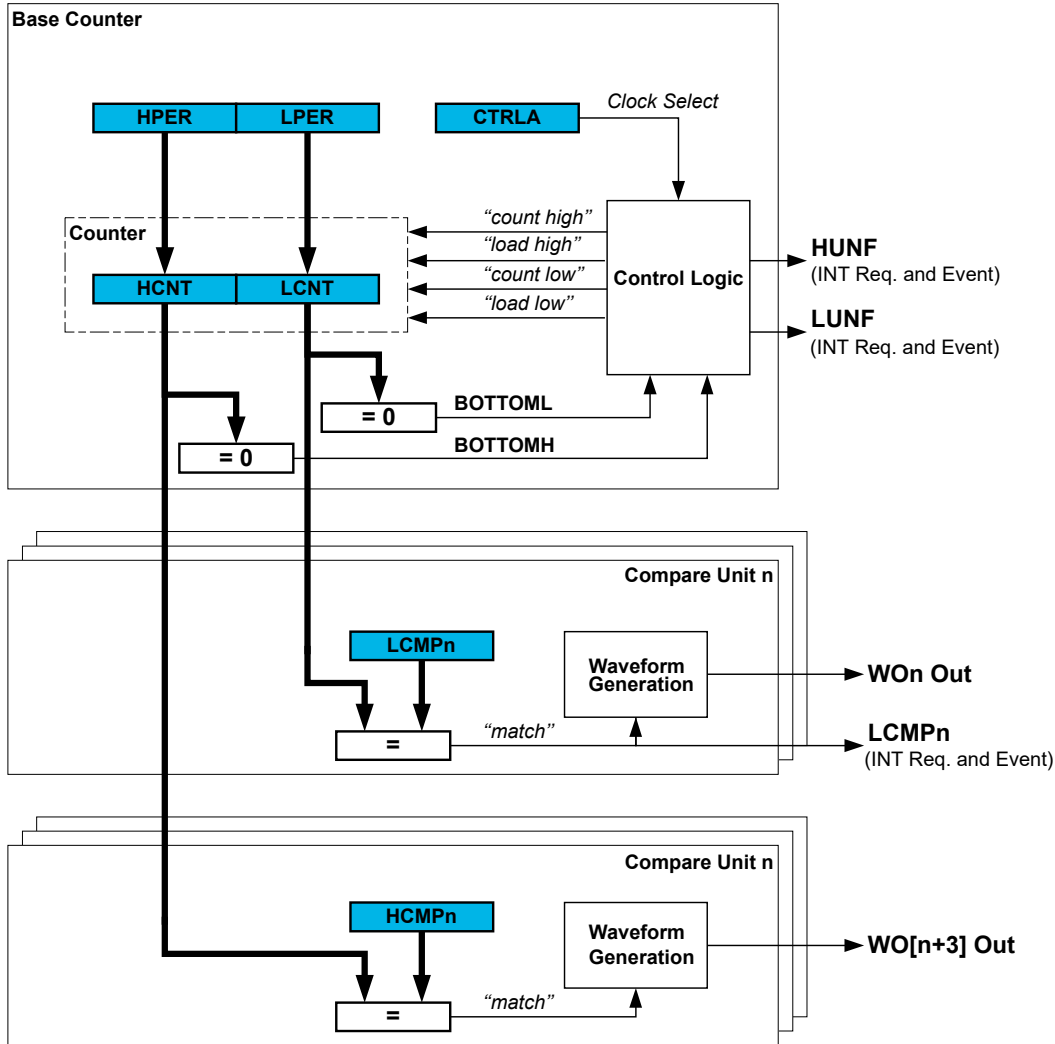 Base Counter
Clock Select
HPER LPER CTRLA
“count high”
Counter
“load high”
HUNF
(INT Req. and Event)
“count low”
Control Logic
HCNT LCNT
“load low”
LUNF
(INT Req. and Event)
= 0
BOTTOML
= 0
BOTTOMH
Compare Unit n
LCMPn
Waveform
Generation
WOn Out
=
“match”
LCMPn
(INT Req. and Event)
Compare Unit n
HCMPn
Waveform
Generation
WO[n+3] Out
=
“match”